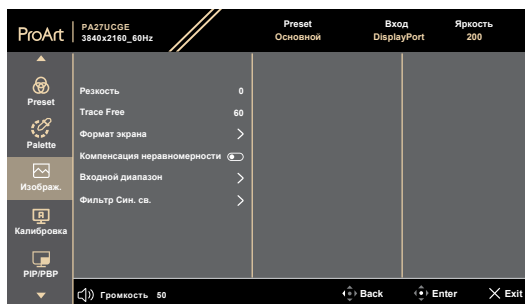 ProArt
PA27UCGE
3840x2160_60Hz
Preset
Основной
Вход
DisplayPort
Яркость
200
Preset
Palette
Изображ.
Калибровка
PIP/PBP
Резкость 0
Trace Free 60
Формат экрана
Компенсация неравномерности
Входной диапазон
Фильтр Син. св.
Громкость 50
Back
Enter
Exit